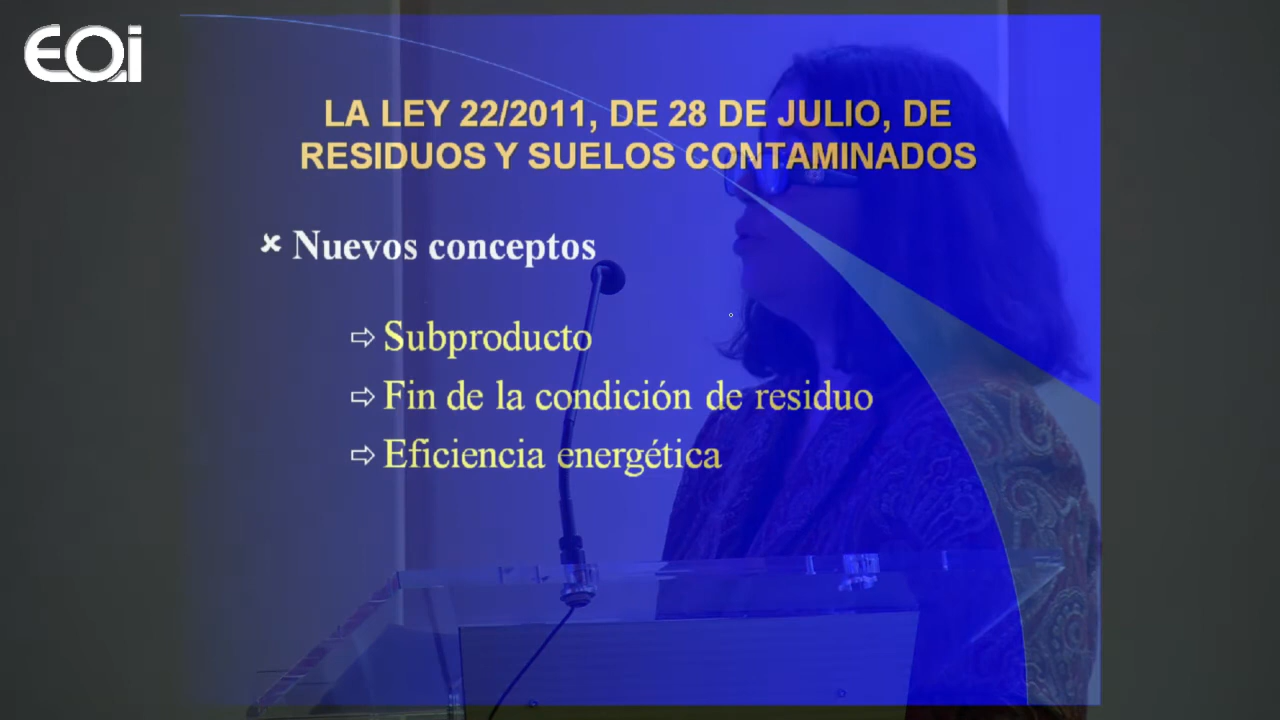 EOi
LA LEY 22/2011, DE 28 DE JULIO, DE
RESIDUOS Y SUELOS CONTAMINADOS
Nuevos conceptos
⇨ Subproducto
⇨ Fin de la condición de residuo
⇨ Eficiencia energética